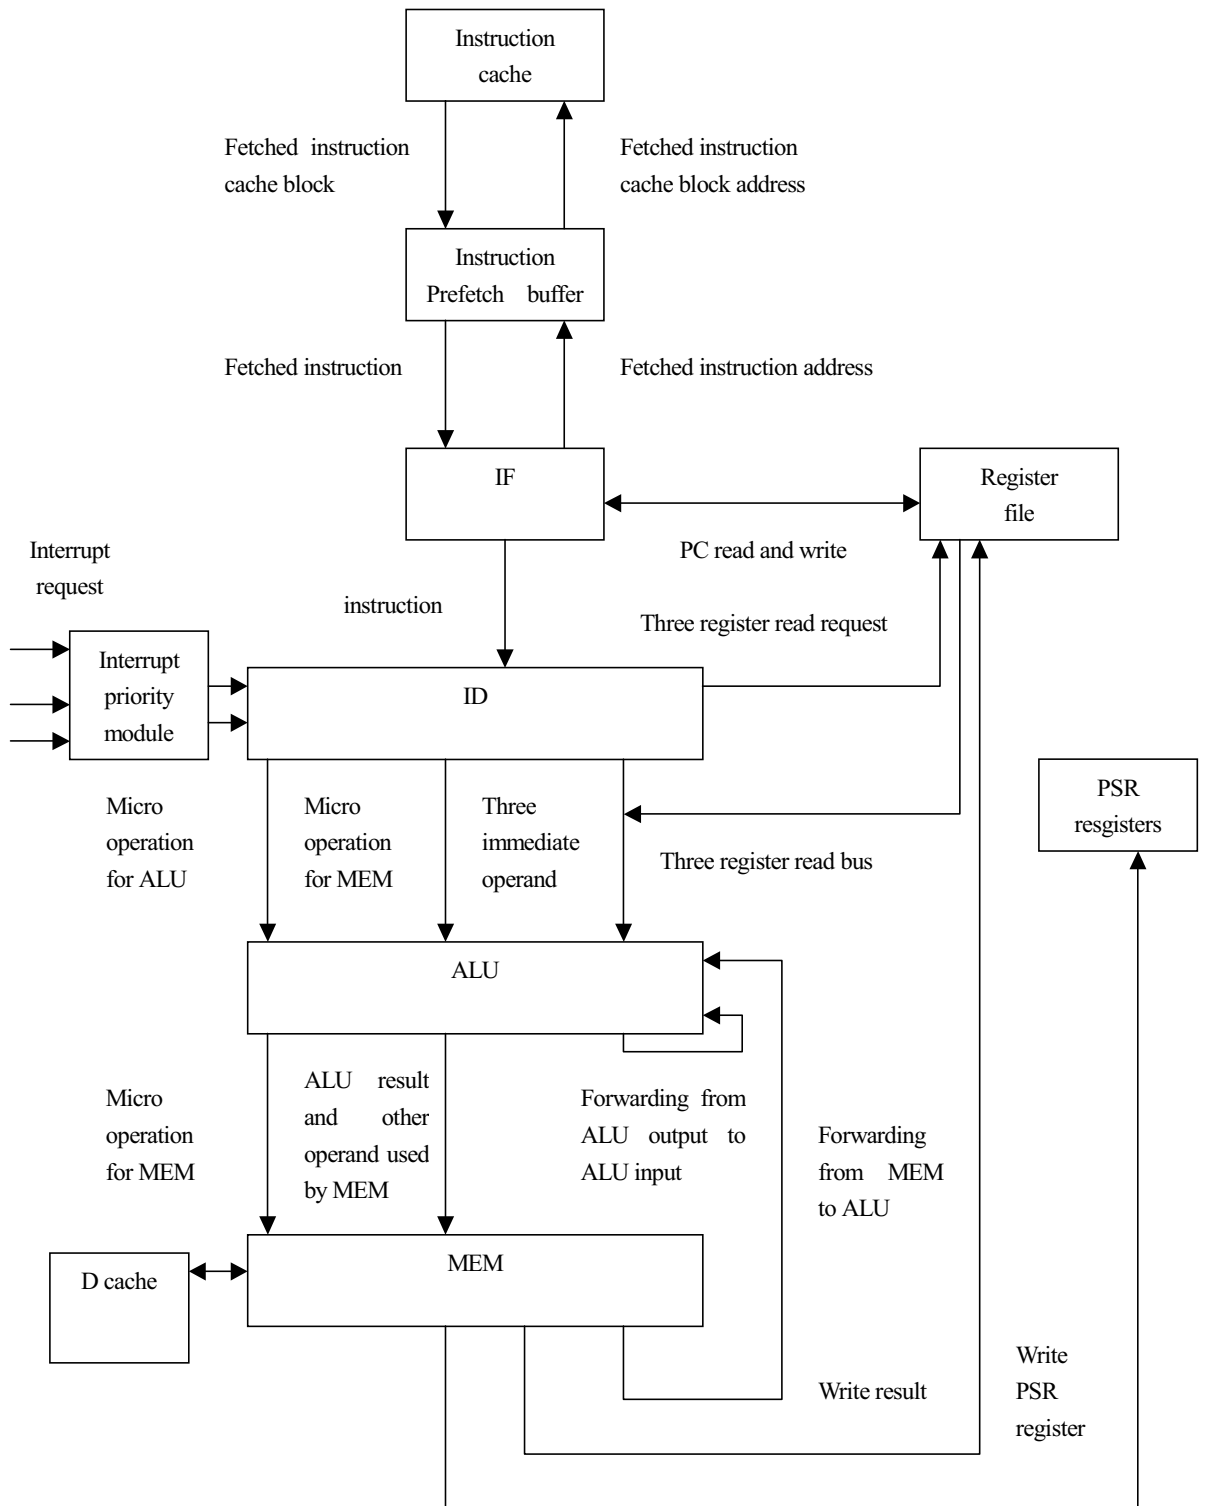 Instruction
cache
Fetched instruction
cache block
Fetched instruction
cache block address
Instruction
Prefetch buffer
Fetched instruction
Fetched instruction address
IF
Register
file
PC read and write
Interrupt
request
instruction
Three register read request
Interrupt
priority
module
ID
PSR
resgisters
Micro
operation
for ALU
Micro
operation
for MEM
Three
immediate
operand
Three register read bus
ALU
Micro
operation
for MEM
ALU result
and other
operand used
by MEM
Forwarding from
ALU output to
ALU input
Forwarding
from MEM
to ALU
MEM
D cache
Write result
Write
PSR
register